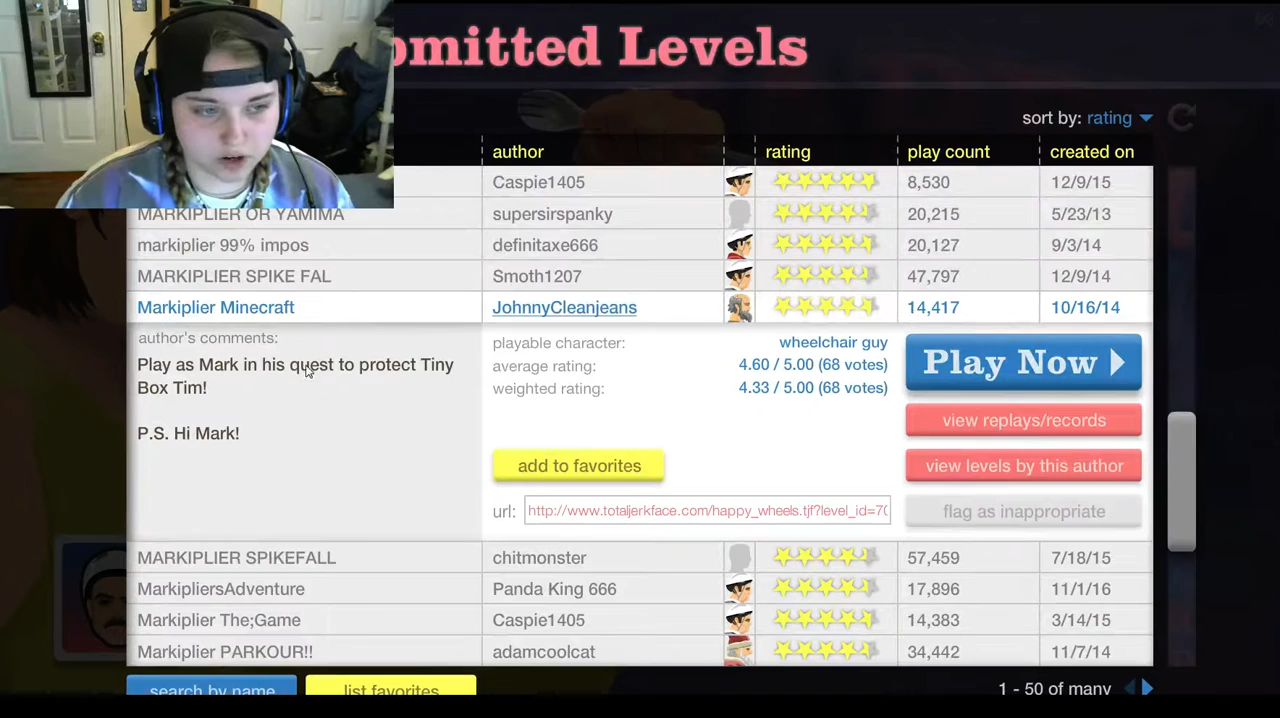 omitted Levels
sort by: rating
author rating play count created on
Caspie1405 8,530 12/9/15
MARKIPLIER OR YAMIMA supersirspanky 20,215 5/23/13
markiplier 99% impos definitaxe666 20,127 9/3/14
MARKIPLIER SPIKE FAL Smoth1207 47,797 12/9/14
Markiplier Minecraft JohnnyCleanjeans 14,417 10/16/14
author's comments:
Play as Mark in his quest to protect Tiny
Box Tim!
P.S. Hi Mark!
playable character: wheelchair guy
average rating: 4.60 / 5.00 (68 votes)
weighted rating: 4.33 / 5.00 (68 votes)
add to favorites
url: http://www.totaljerkface.com/happy_wheels.tjf?level_id=70
Play Now
view replays/records
view levels by this author
flag as inappropriate
MARKIPLIER SPIKEFALL chitmonster 57,459 7/18/15
MarkipliersAdventure Panda King 666 17,896 11/1/16
Markiplier The;Game Caspie1405 14,383 3/14/15
Markiplier PARKOUR!! adamcoolcat 34,442 11/7/14
search by name list favorites 1 - 50 of many